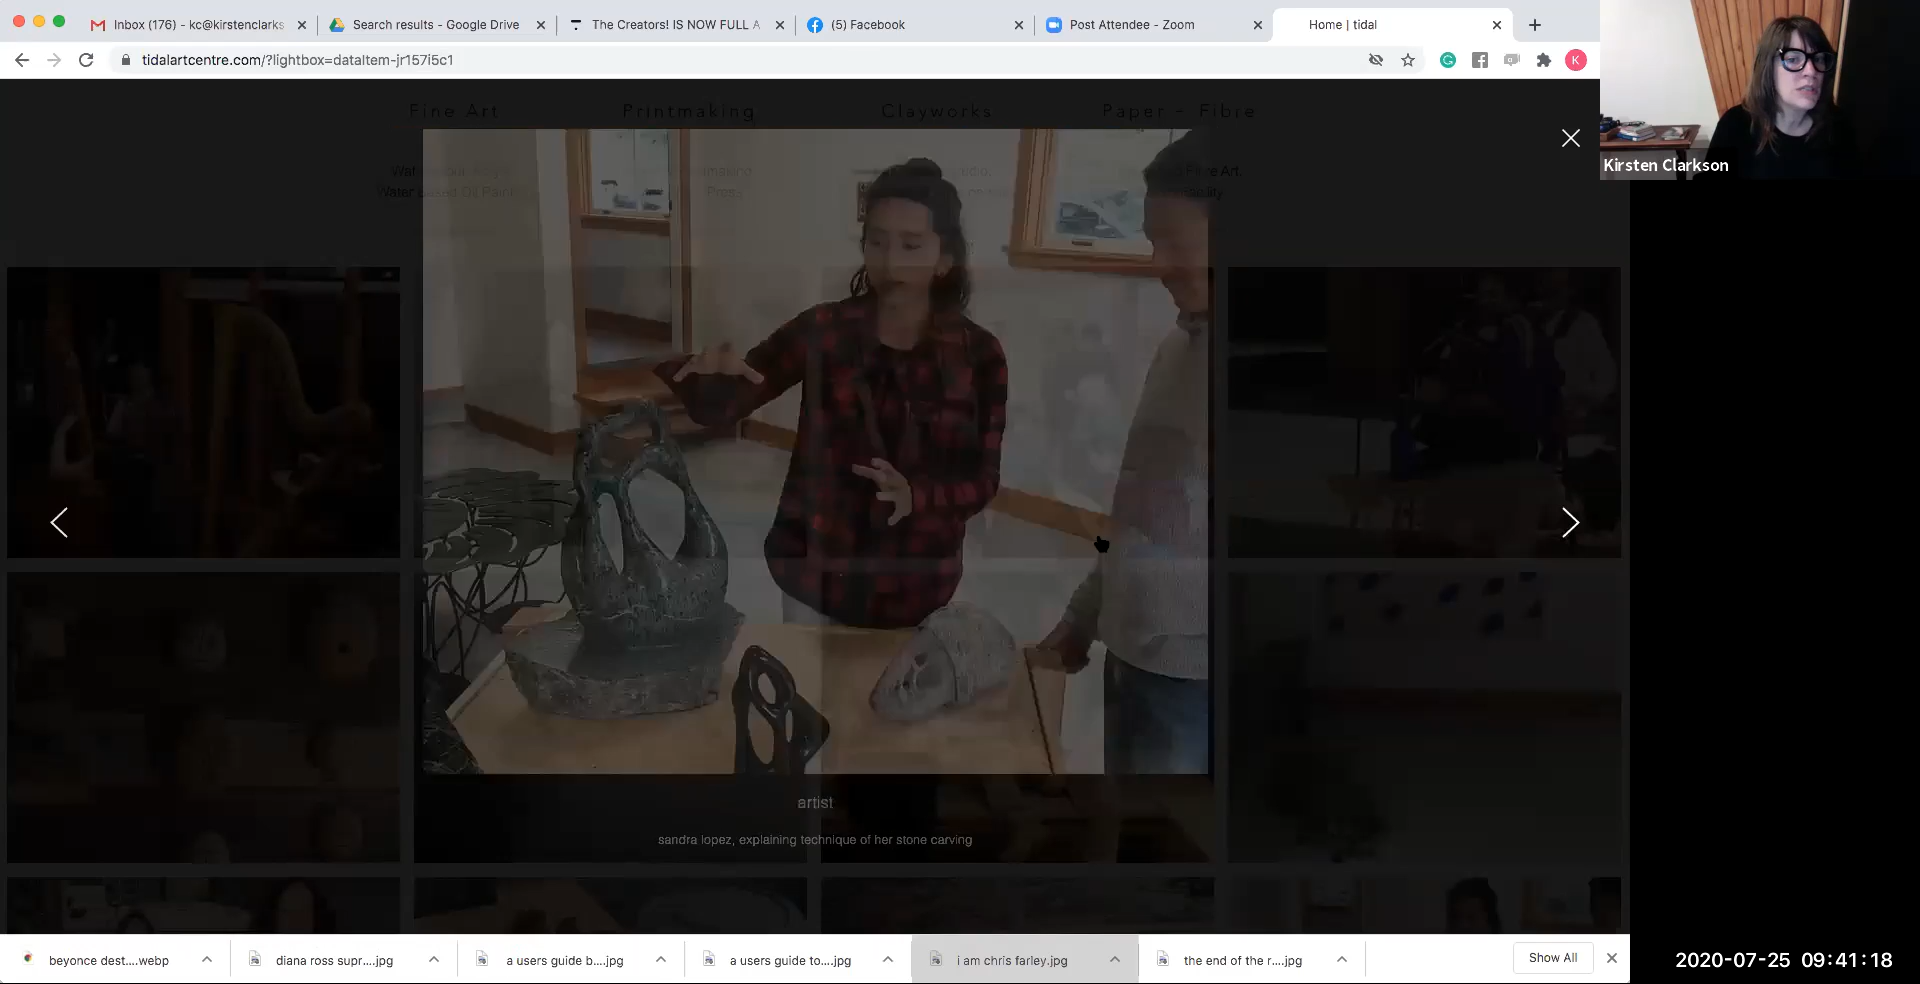 Inbox (176) - kc@kirstenclarks
Search results - Google Drive
The Creators! IS NOW FULL A
(5) Facebook
Post Attendee - Zoom
Home | tidal
tidalartcentre.com/?lightbox=dataItem-jr157i5c1
K
Fine Art
Printmaking
Clayworks
Paper - Fibre
Press
Kirsten Clarkson
artist
sandra lopez, explaining technique of her stone carving
beyonce dest....webp
diana ross supr....jpg
a users guide b....jpg
a users guide to....jpg
i am chris farley.jpg
the end of the r....jpg
Show All
2020-07-25 09:41:18